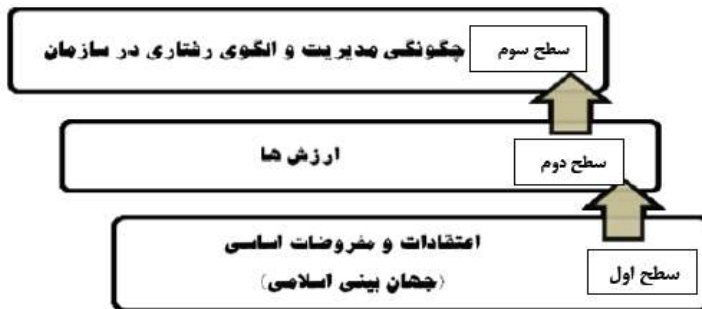 سطح سوم
چگونگی مدیریت و الگوی رفتاری در سازمان
سطح دوم
ارزش ها
سطح اول
اعتقادات و مفروضات اساسی
(جهان بینی اسلامی)